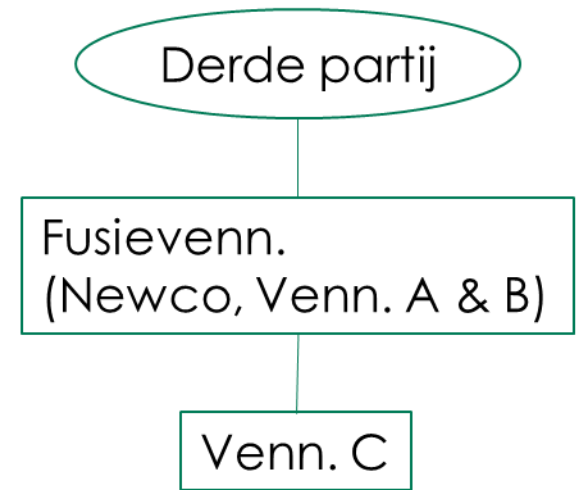 Derde partij
Fusievenn.
(Newco, Venn. A & B)
Venn. C